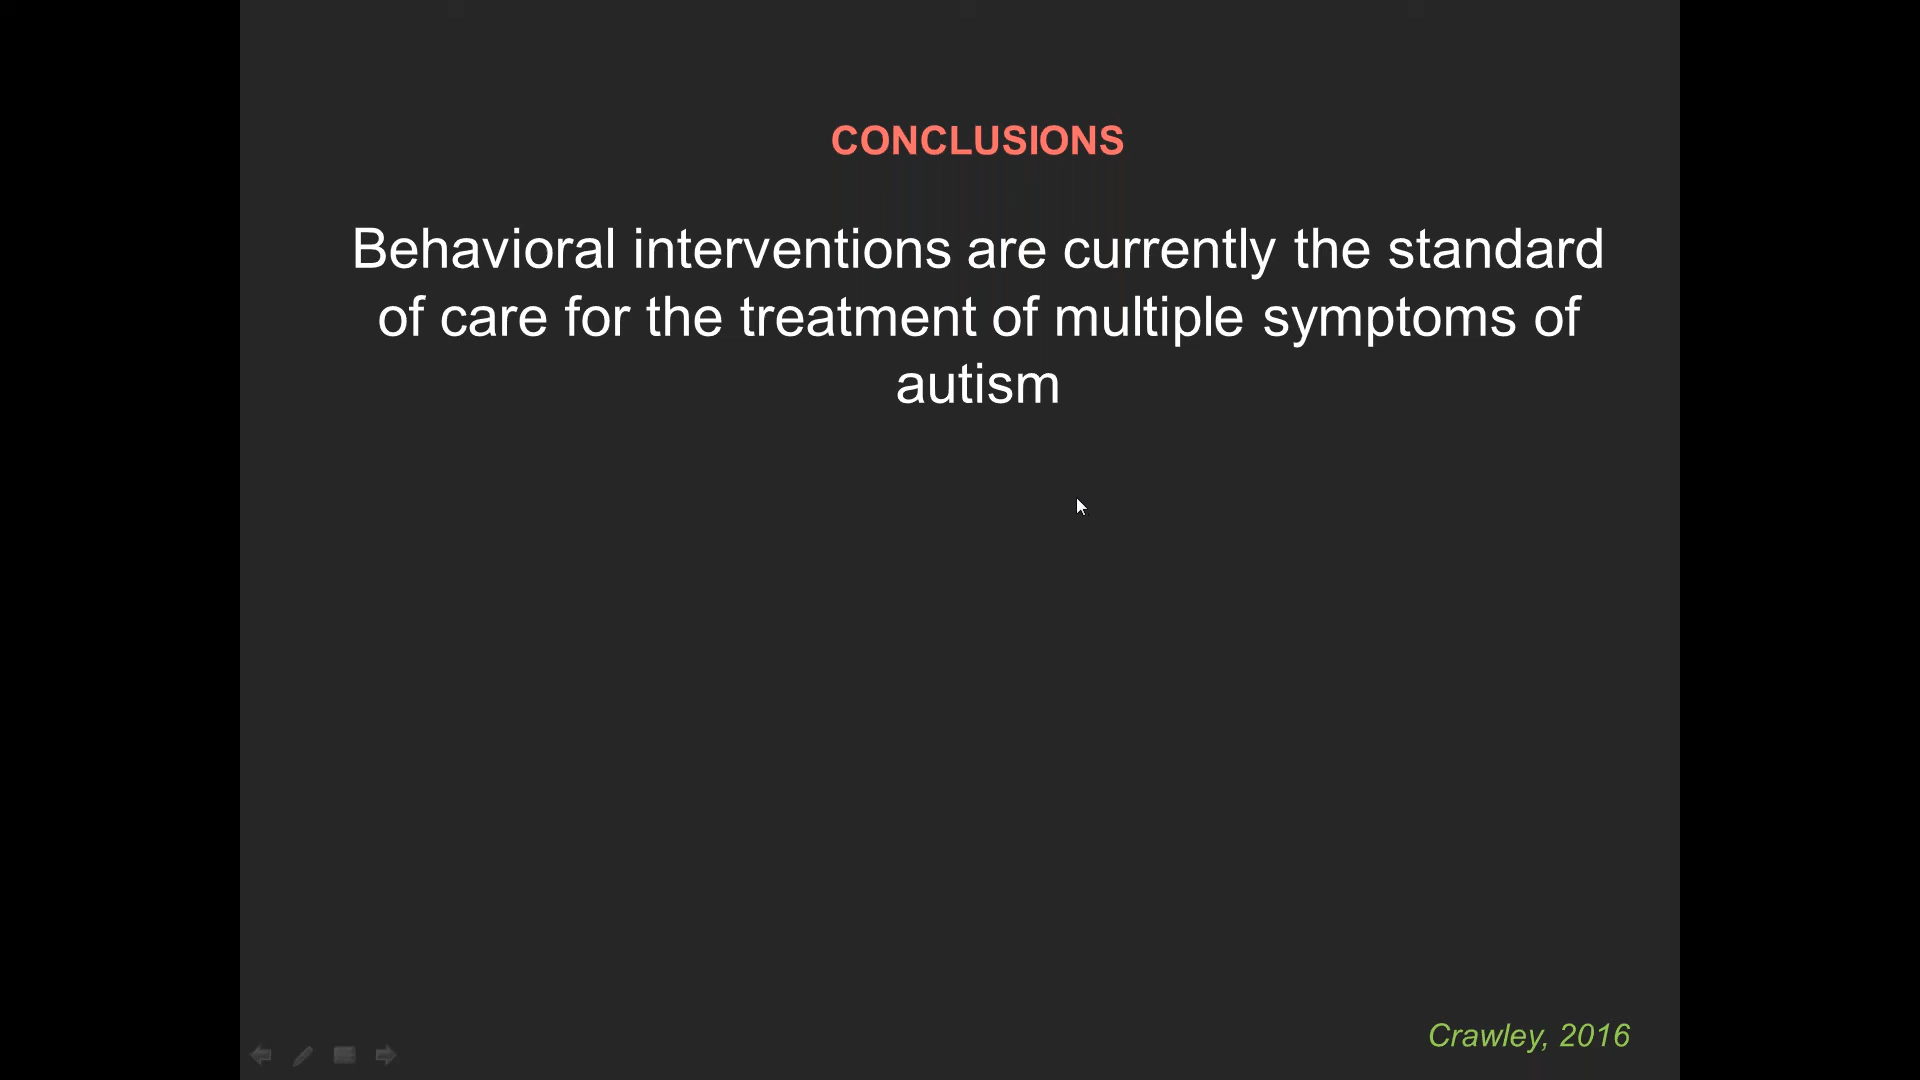 CONCLUSIONS
Behavioral interventions are currently the standard
of care for the treatment of multiple symptoms of
autism
Crawley, 2016